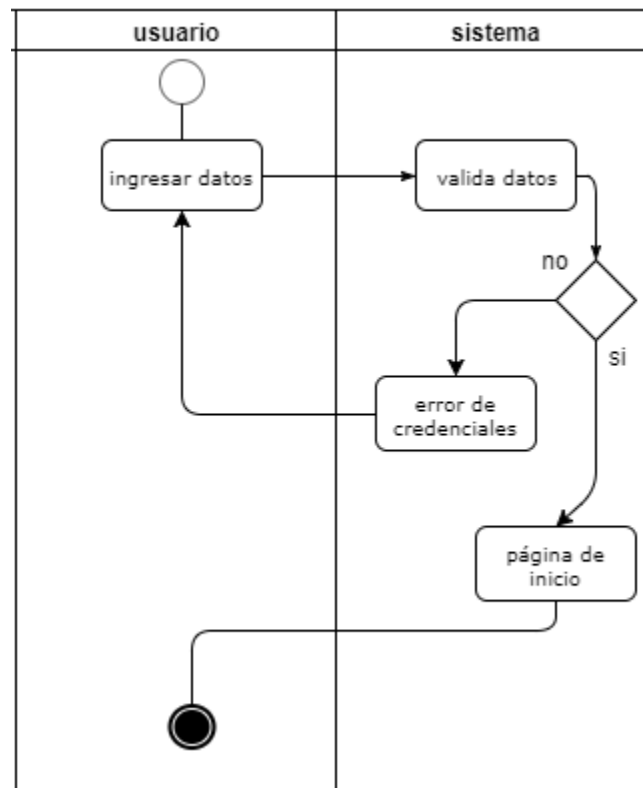 usuario
sistema
ingresar datos
valida datos
no
si
error de
credenciales
página de
inicio